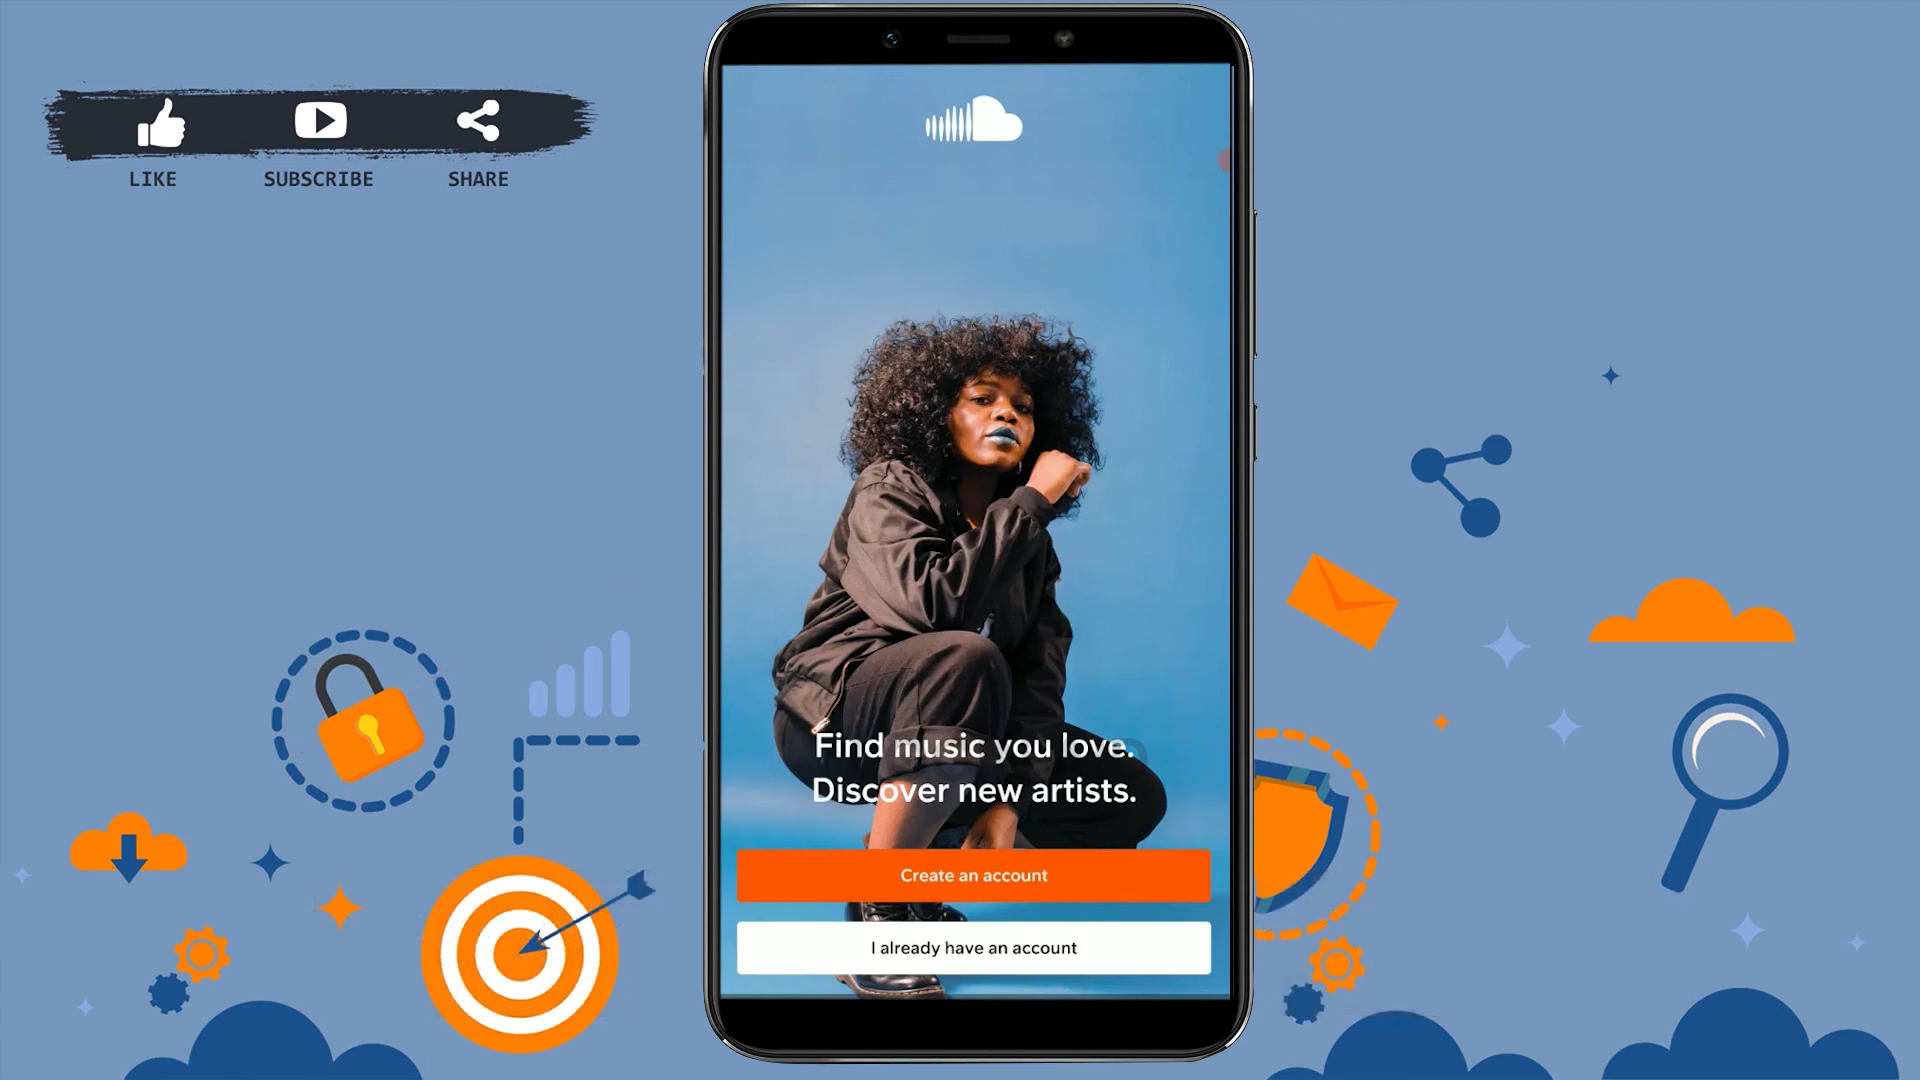 LIKE SUBSCRIBE SHARE
Find music you love.
Discover new artists.
Create an account
I already have an account